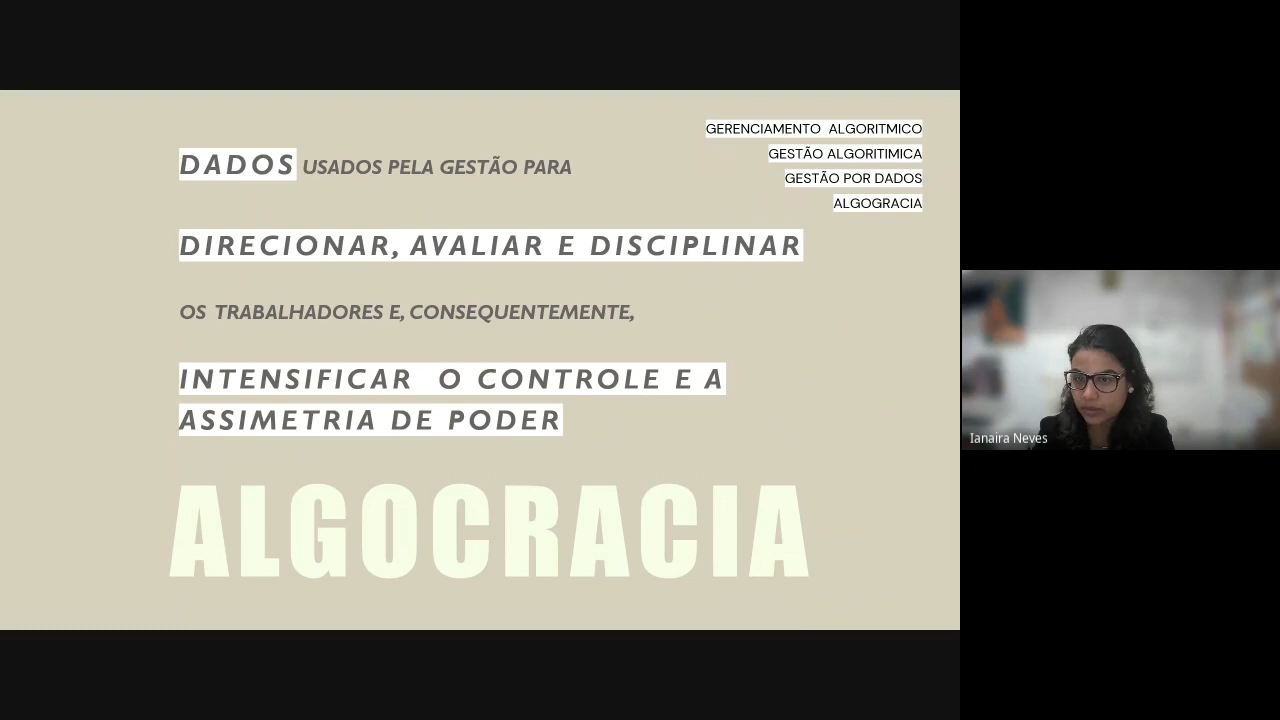 GERENCIAMENTO ALGORITMICO
GESTÃO ALGORITIMICA
GESTÃO POR DADOS
ALGOGRACIA
DADOS USADOS PELA GESTÃO PARA
DIRECIONAR, AVALIAR E DISCIPLINAR
OS TRABALHADORES E, CONSEQUENTEMENTE,
INTENSIFICAR O CONTROLE E A
ASSIMETRIA DE PODER
ALGOCRACIA
Ianaira Neves